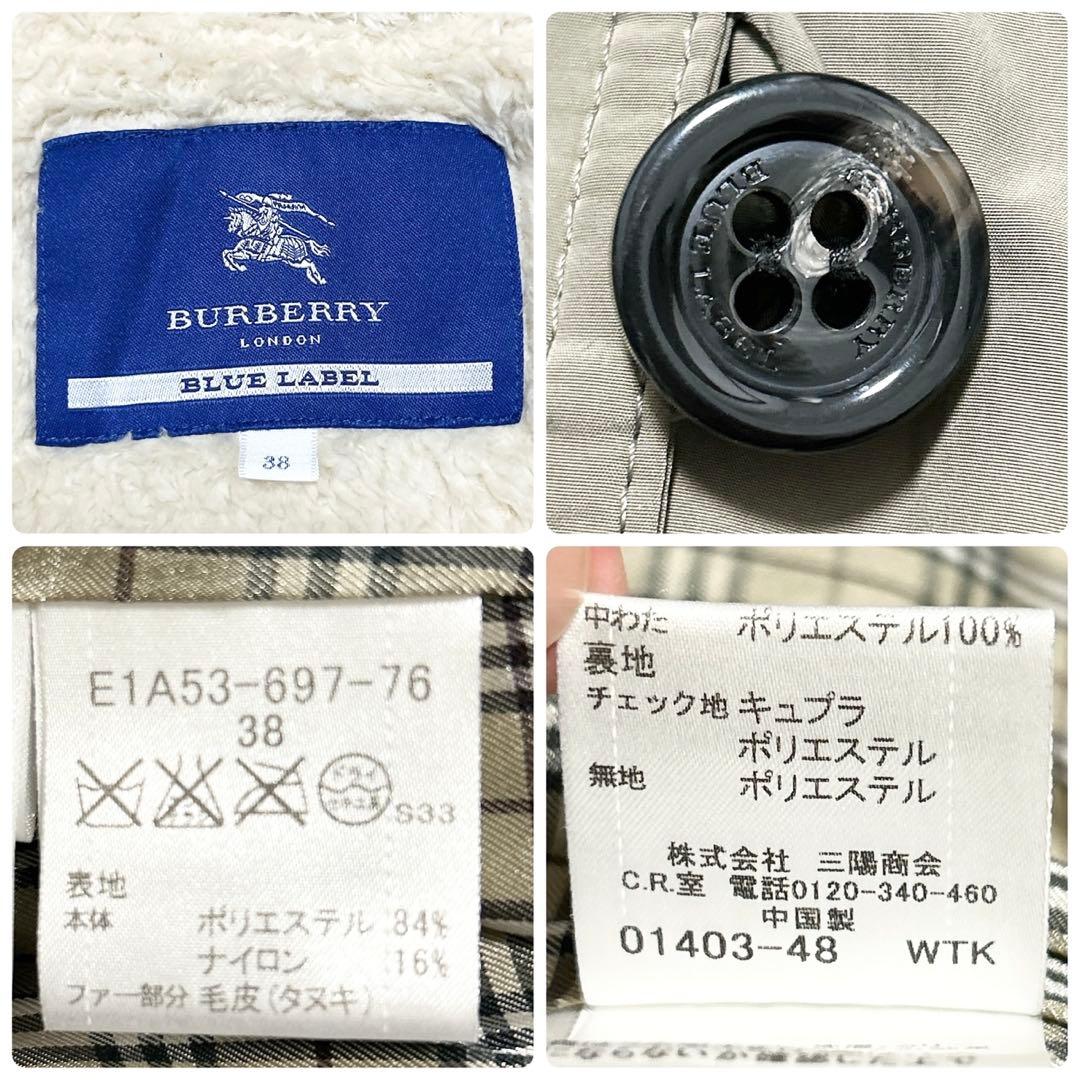 BURBERRY
LONDON
BLUE LABEL
38
BURBERRY
BLUE LABEL
E1A53-697-76
38
ドライ
S33
表地
本体 ポリエステル 84%
ナイロン 16%
ファー部分 毛皮(タヌキ)
中わた ポリエステル100%
裏地
チェック地 キュプラ
ポリエステル
無地 ポリエステル
株式会社 三陽商会
C.R.室 電話0120-340-460
中国製
01403-48 WTK